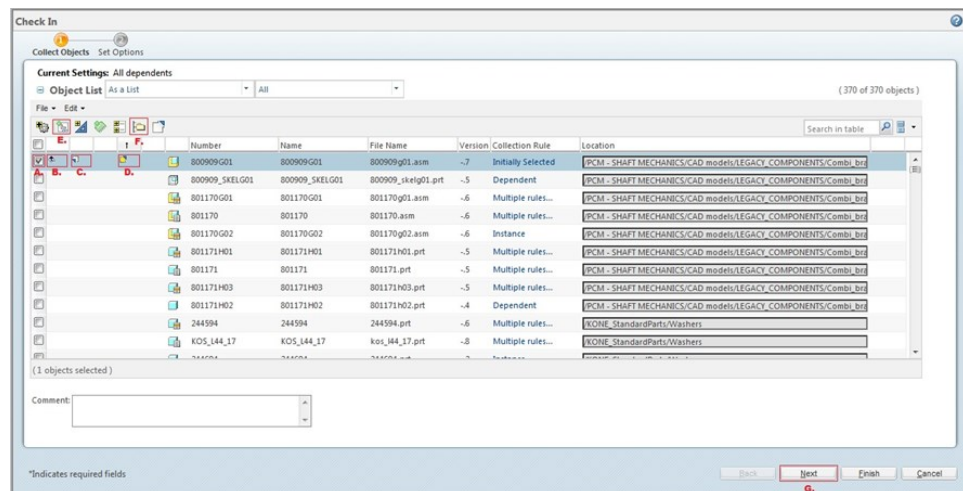 Check In
1 2
Collect Objects Set Options
Current Settings: All dependents
Object List As a List All (370 of 370 objects)
File Edit
E. F. Search in table
! Number Name File Name Version Collection Rule Location
800909G01 800909G01 800909g01.asm -.7 Initially Selected /PCM - SHAFT MECHANICS/CAD models/LEGACY_COMPONENTS/Combi_bra
A. B. C. D.
800909_SKELG01 800909_SKELG01 800909_skelg01.prt -.5 Dependent /PCM - SHAFT MECHANICS/CAD models/LEGACY_COMPONENTS/Combi_bra
801170G01 801170G01 801170g01.asm -.6 Multiple rules... /PCM - SHAFT MECHANICS/CAD models/LEGACY_COMPONENTS/Combi_bra
801170 801170 801170.asm -.6 Multiple rules... /PCM - SHAFT MECHANICS/CAD models/LEGACY_COMPONENTS/Combi_bra
801170G02 801170G02 801170g02.asm -.6 Instance /PCM - SHAFT MECHANICS/CAD models/LEGACY_COMPONENTS/Combi_bra
801171H01 801171H01 801171h01.prt -.5 Multiple rules... /PCM - SHAFT MECHANICS/CAD models/LEGACY_COMPONENTS/Combi_bra
801171 801171 801171.prt -.5 Multiple rules... /PCM - SHAFT MECHANICS/CAD models/LEGACY_COMPONENTS/Combi_bra
801171H03 801171H03 801171h03.prt -.5 Multiple rules... /PCM - SHAFT MECHANICS/CAD models/LEGACY_COMPONENTS/Combi_bra
801171H02 801171H02 801171h02.prt -.4 Dependent /PCM - SHAFT MECHANICS/CAD models/LEGACY_COMPONENTS/Combi_bra
244594 244594 244594.prt -.6 Multiple rules... /KONE_StandardParts/Washers
KOS_L44_17 KOS_L44_17 kos_l44_17.prt -.8 Multiple rules... /KONE_StandardParts/Washers
(1 objects selected)
Comment:
*Indicates required fields Back Next Finish Cancel
G.